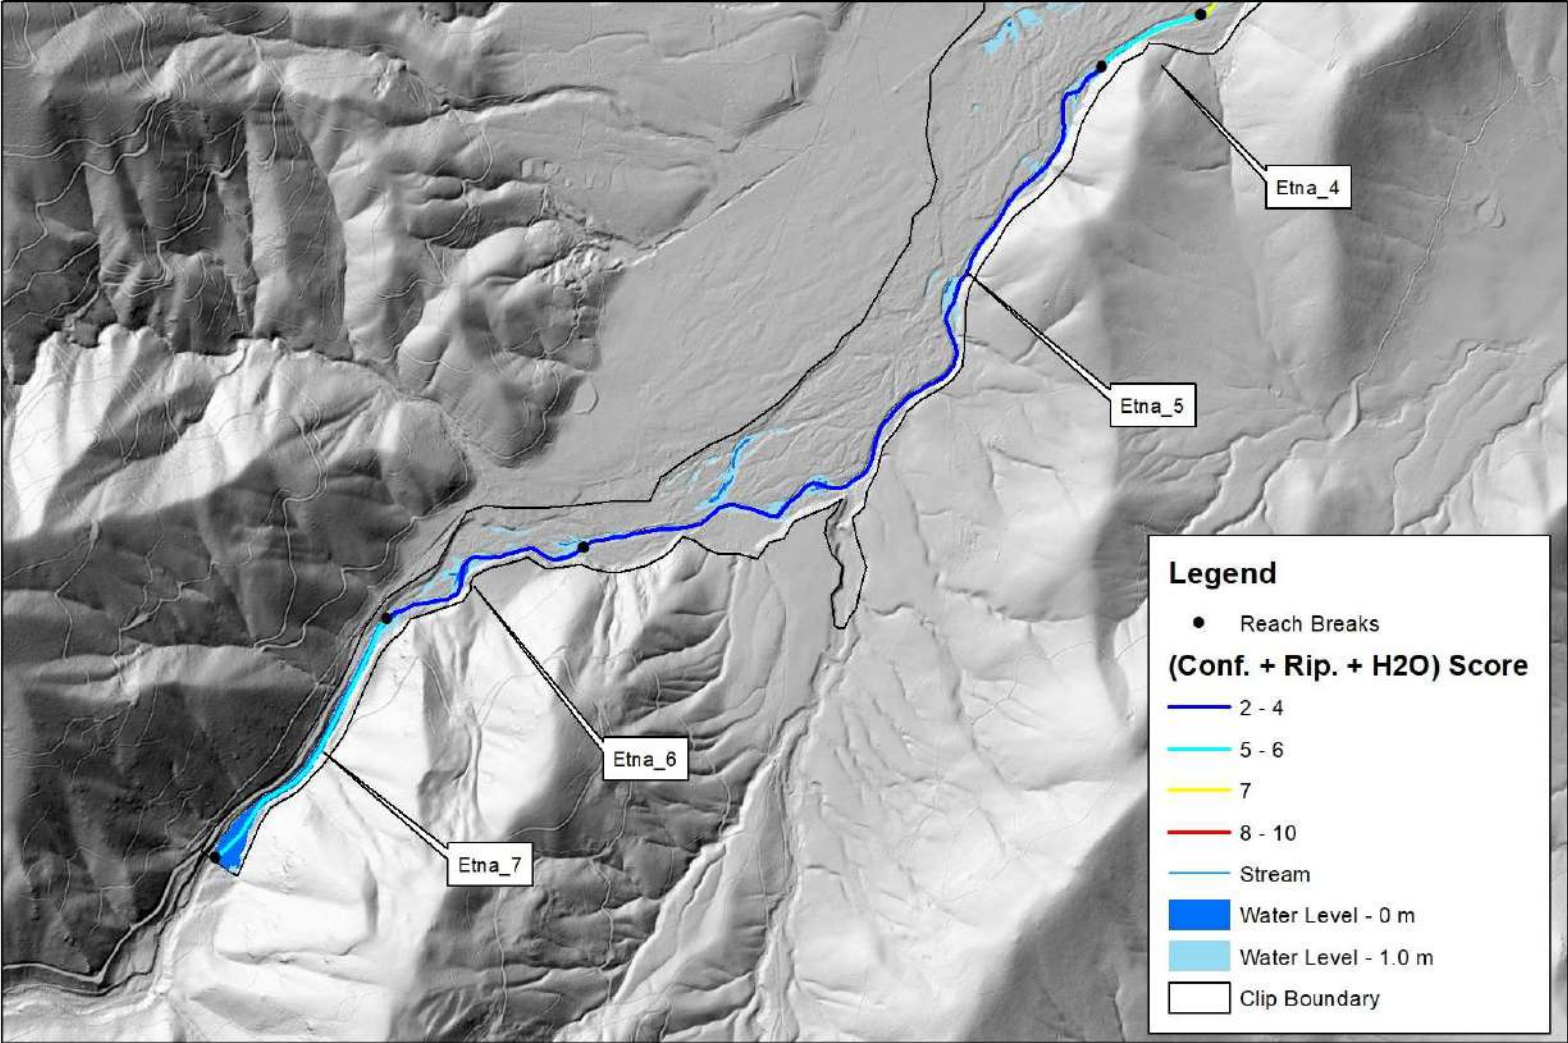 Etna_4
Etna_5
Etna_6
Etna_7
Legend
Reach Breaks
(Conf. + Rip. + H2O) Score
2 - 4
5 - 6
7
8 - 10
Stream
Water Level - 0 m
Water Level - 1.0 m
Clip Boundary